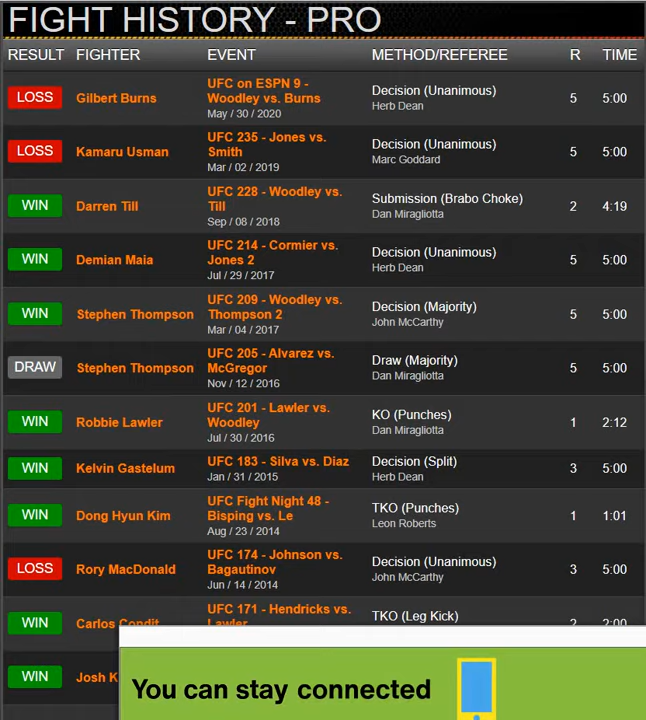 FIGHT HISTORY - PRO
RESULT FIGHTER EVENT METHOD/REFEREE R TIME
LOSS Gilbert Burns UFC on ESPN 9 - Woodley vs. Burns May / 30 / 2020 Decision (Unanimous) Herb Dean 5 5:00
LOSS Kamaru Usman UFC 235 - Jones vs. Smith Mar / 02 / 2019 Decision (Unanimous) Marc Goddard 5 5:00
WIN Darren Till UFC 228 - Woodley vs. Till Sep / 08 / 2018 Submission (Brabo Choke) Dan Miragliotta 2 4:19
WIN Demian Maia UFC 214 - Cormier vs. Jones 2 Jul / 29 / 2017 Decision (Unanimous) Herb Dean 5 5:00
WIN Stephen Thompson UFC 209 - Woodley vs. Thompson 2 Mar / 04 / 2017 Decision (Majority) John McCarthy 5 5:00
DRAW Stephen Thompson UFC 205 - Alvarez vs. McGregor Nov / 12 / 2016 Draw (Majority) Dan Miragliotta 5 5:00
WIN Robbie Lawler UFC 201 - Lawler vs. Woodley Jul / 30 / 2016 KO (Punches) Dan Miragliotta 1 2:12
WIN Kelvin Gastelum UFC 183 - Silva vs. Diaz Jan / 31 / 2015 Decision (Split) Herb Dean 3 5:00
WIN Dong Hyun Kim UFC Fight Night 48 - Bisping vs. Le Aug / 23 / 2014 TKO (Punches) Leon Roberts 1 1:01
LOSS Rory MacDonald UFC 174 - Johnson vs. Bagautinov Jun / 14 / 2014 Decision (Unanimous) John McCarthy 3 5:00
WIN Carlos Condit UFC 171 - Hendricks vs. Lawler TKO (Leg Kick) 2 2:00
WIN Josh K
You can stay connected